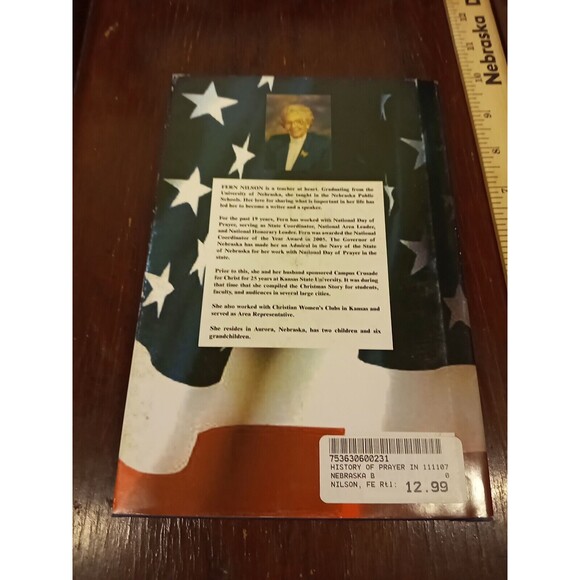 Nebraska D
FERN NILSON is a teacher at heart. Graduating from the
University of Nebraska, she taught in the Nebraska Public
Schools. Her love for sharing what is important in her life has
led her to become a writer and a speaker.
For the past 19 years, Fern has worked with National Day of
Prayer, serving as State Coordinator, National Area Leader,
and National Honorary Leader. Fern was awarded the National
Coordinator of the Year Award in 2005. The Governor of
Nebraska has made her an Admiral in the Navy of the State
of Nebraska for her work with National Day of Prayer in the
state.
Prior to this, she and her husband sponsored Campus Crusade
for Christ for 25 years at Kansas State University. It was during
that time that she compiled the Christmas Story for students,
faculty, and audiences in several large cities.
She also worked with Christian Women's Clubs in Kansas and
served as Area Representative.
She resides in Aurora, Nebraska, has two children and six
grandchildren.
753630600231
HISTORY OF PRAYER IN 111107
NEBRASKA B 0
NILSON, FE Rtl: 12.99